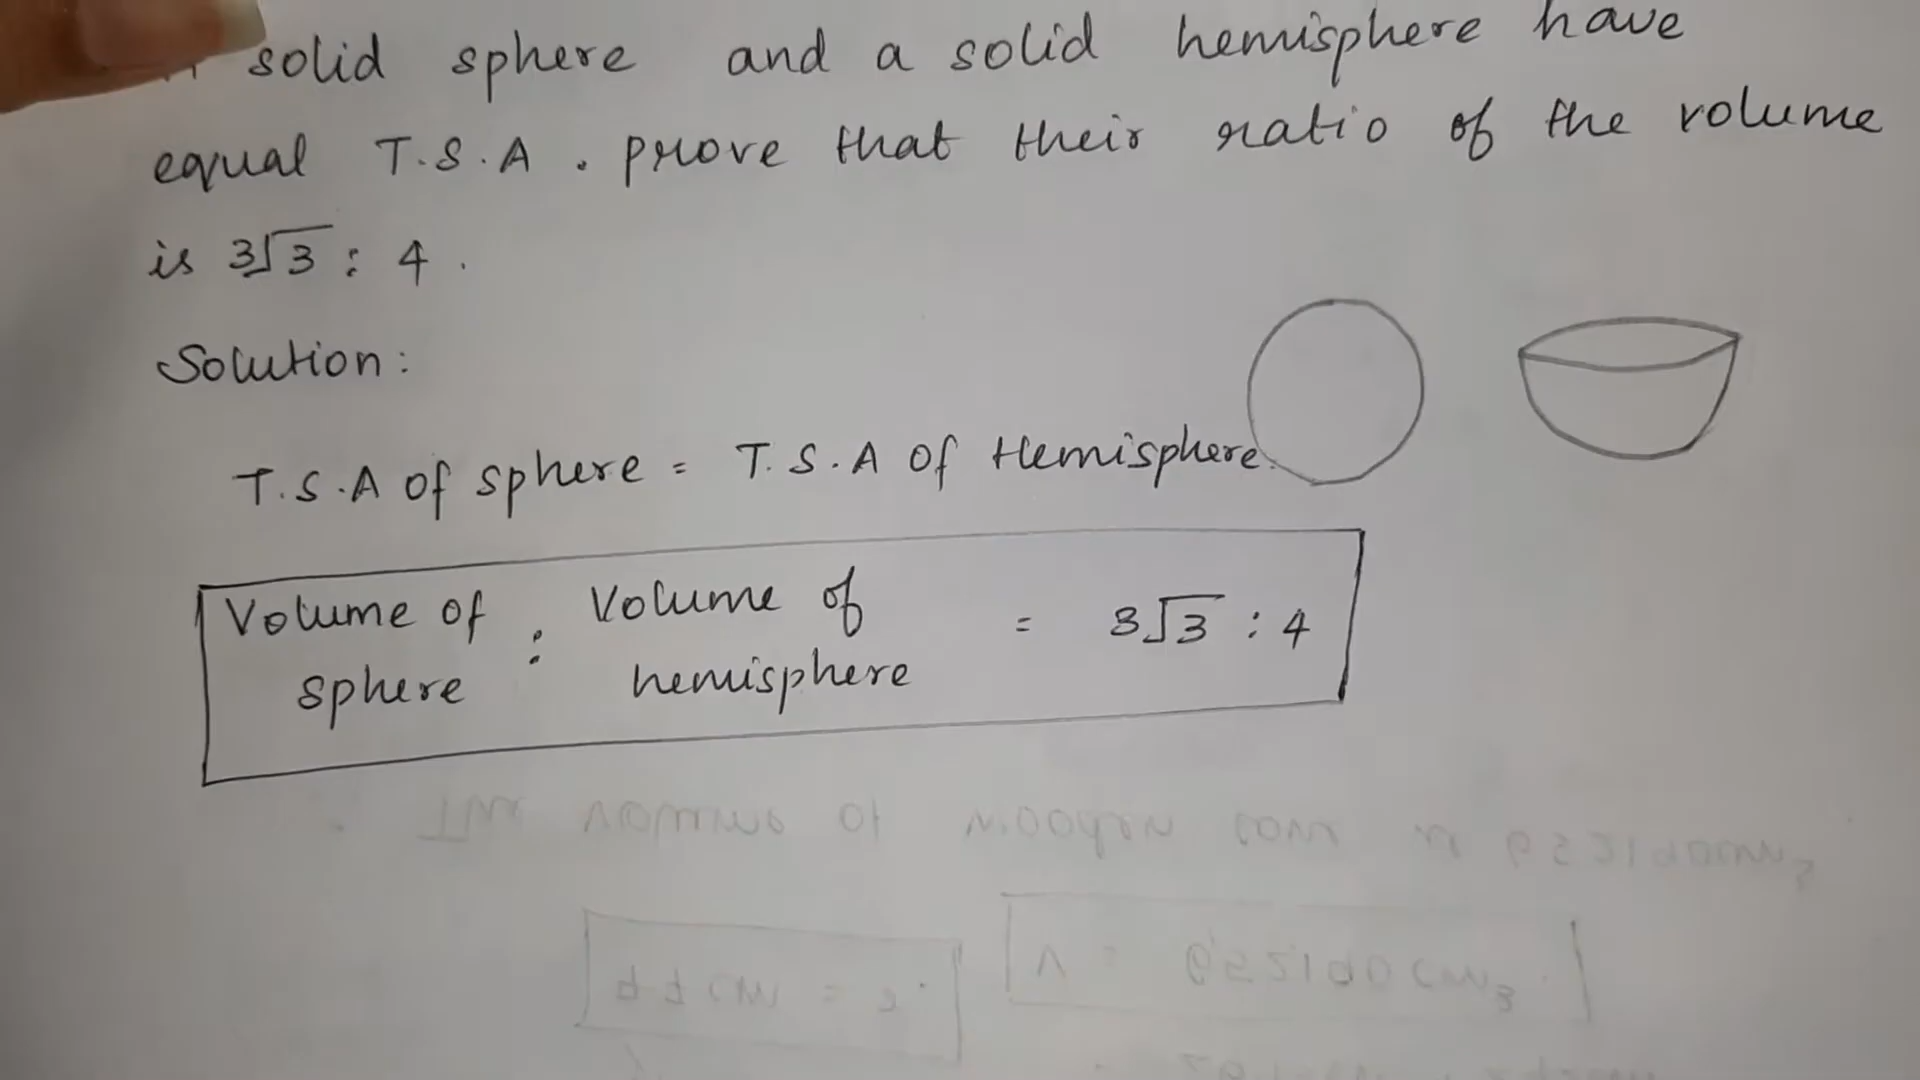 solid sphere and a solid hemisphere have
equal T.S.A . prove that their ratio of the volume
is 3√3 : 4 .
Solution :
T.S.A of sphere = T.S.A of Hemisphere.
Volume of sphere : Volume of hemisphere = 3√3 : 4